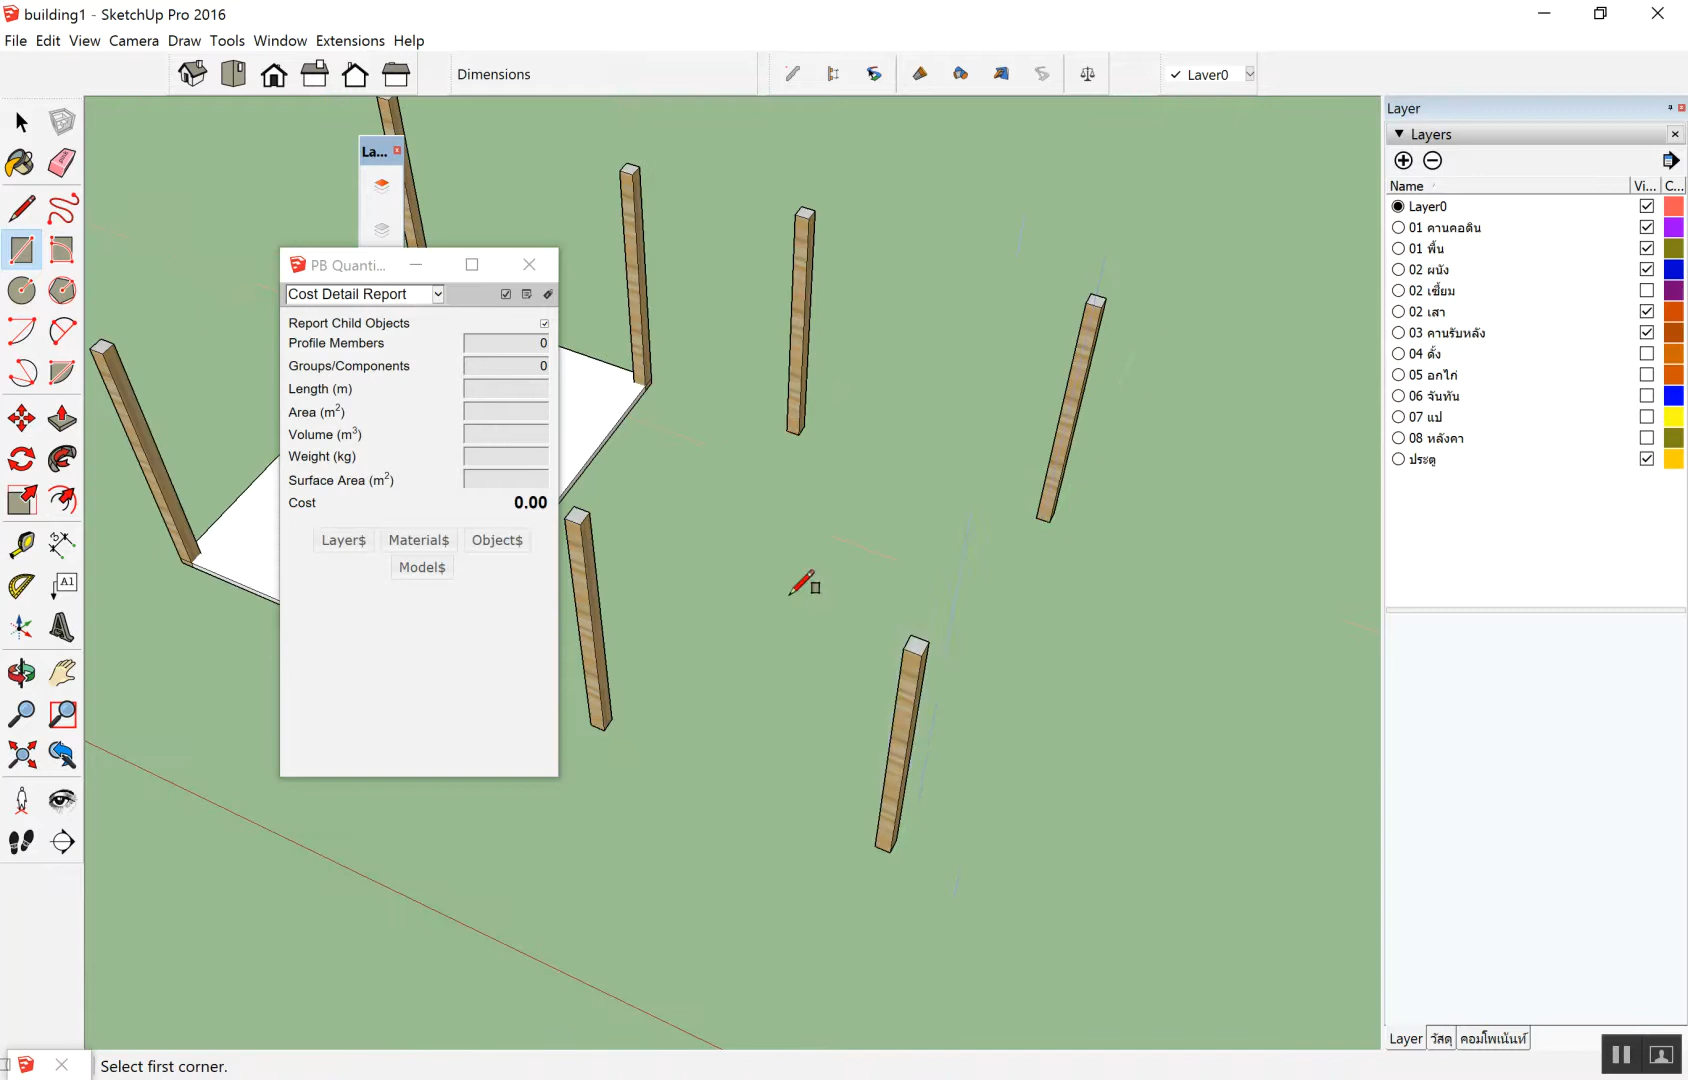 building1 - SketchUp Pro 2016
File Edit View Camera Draw Tools Window Extensions Help
Dimensions
Layer0
La...
PB Quanti...
Cost Detail Report
Report Child Objects
Profile Members 0
Groups/Components 0
Length (m)
Area (m²)
Volume (m³)
Weight (kg)
Surface Area (m²)
Cost 0.00
Layer$ Material$ Object$
Model$
A1
Layer
Layers
Name Vi... C...
Layer0
01 คานคอดิน
01 พื้น
02 ผนัง
02 เซี้ยม
02 เสา
03 คานรับหลัง
04 ดั้ง
05 อกไก่
06 จันทัน
07 แป
08 หลังคา
ประตู
Layer วัสดุ คอมโพเน้นท์
Select first corner.